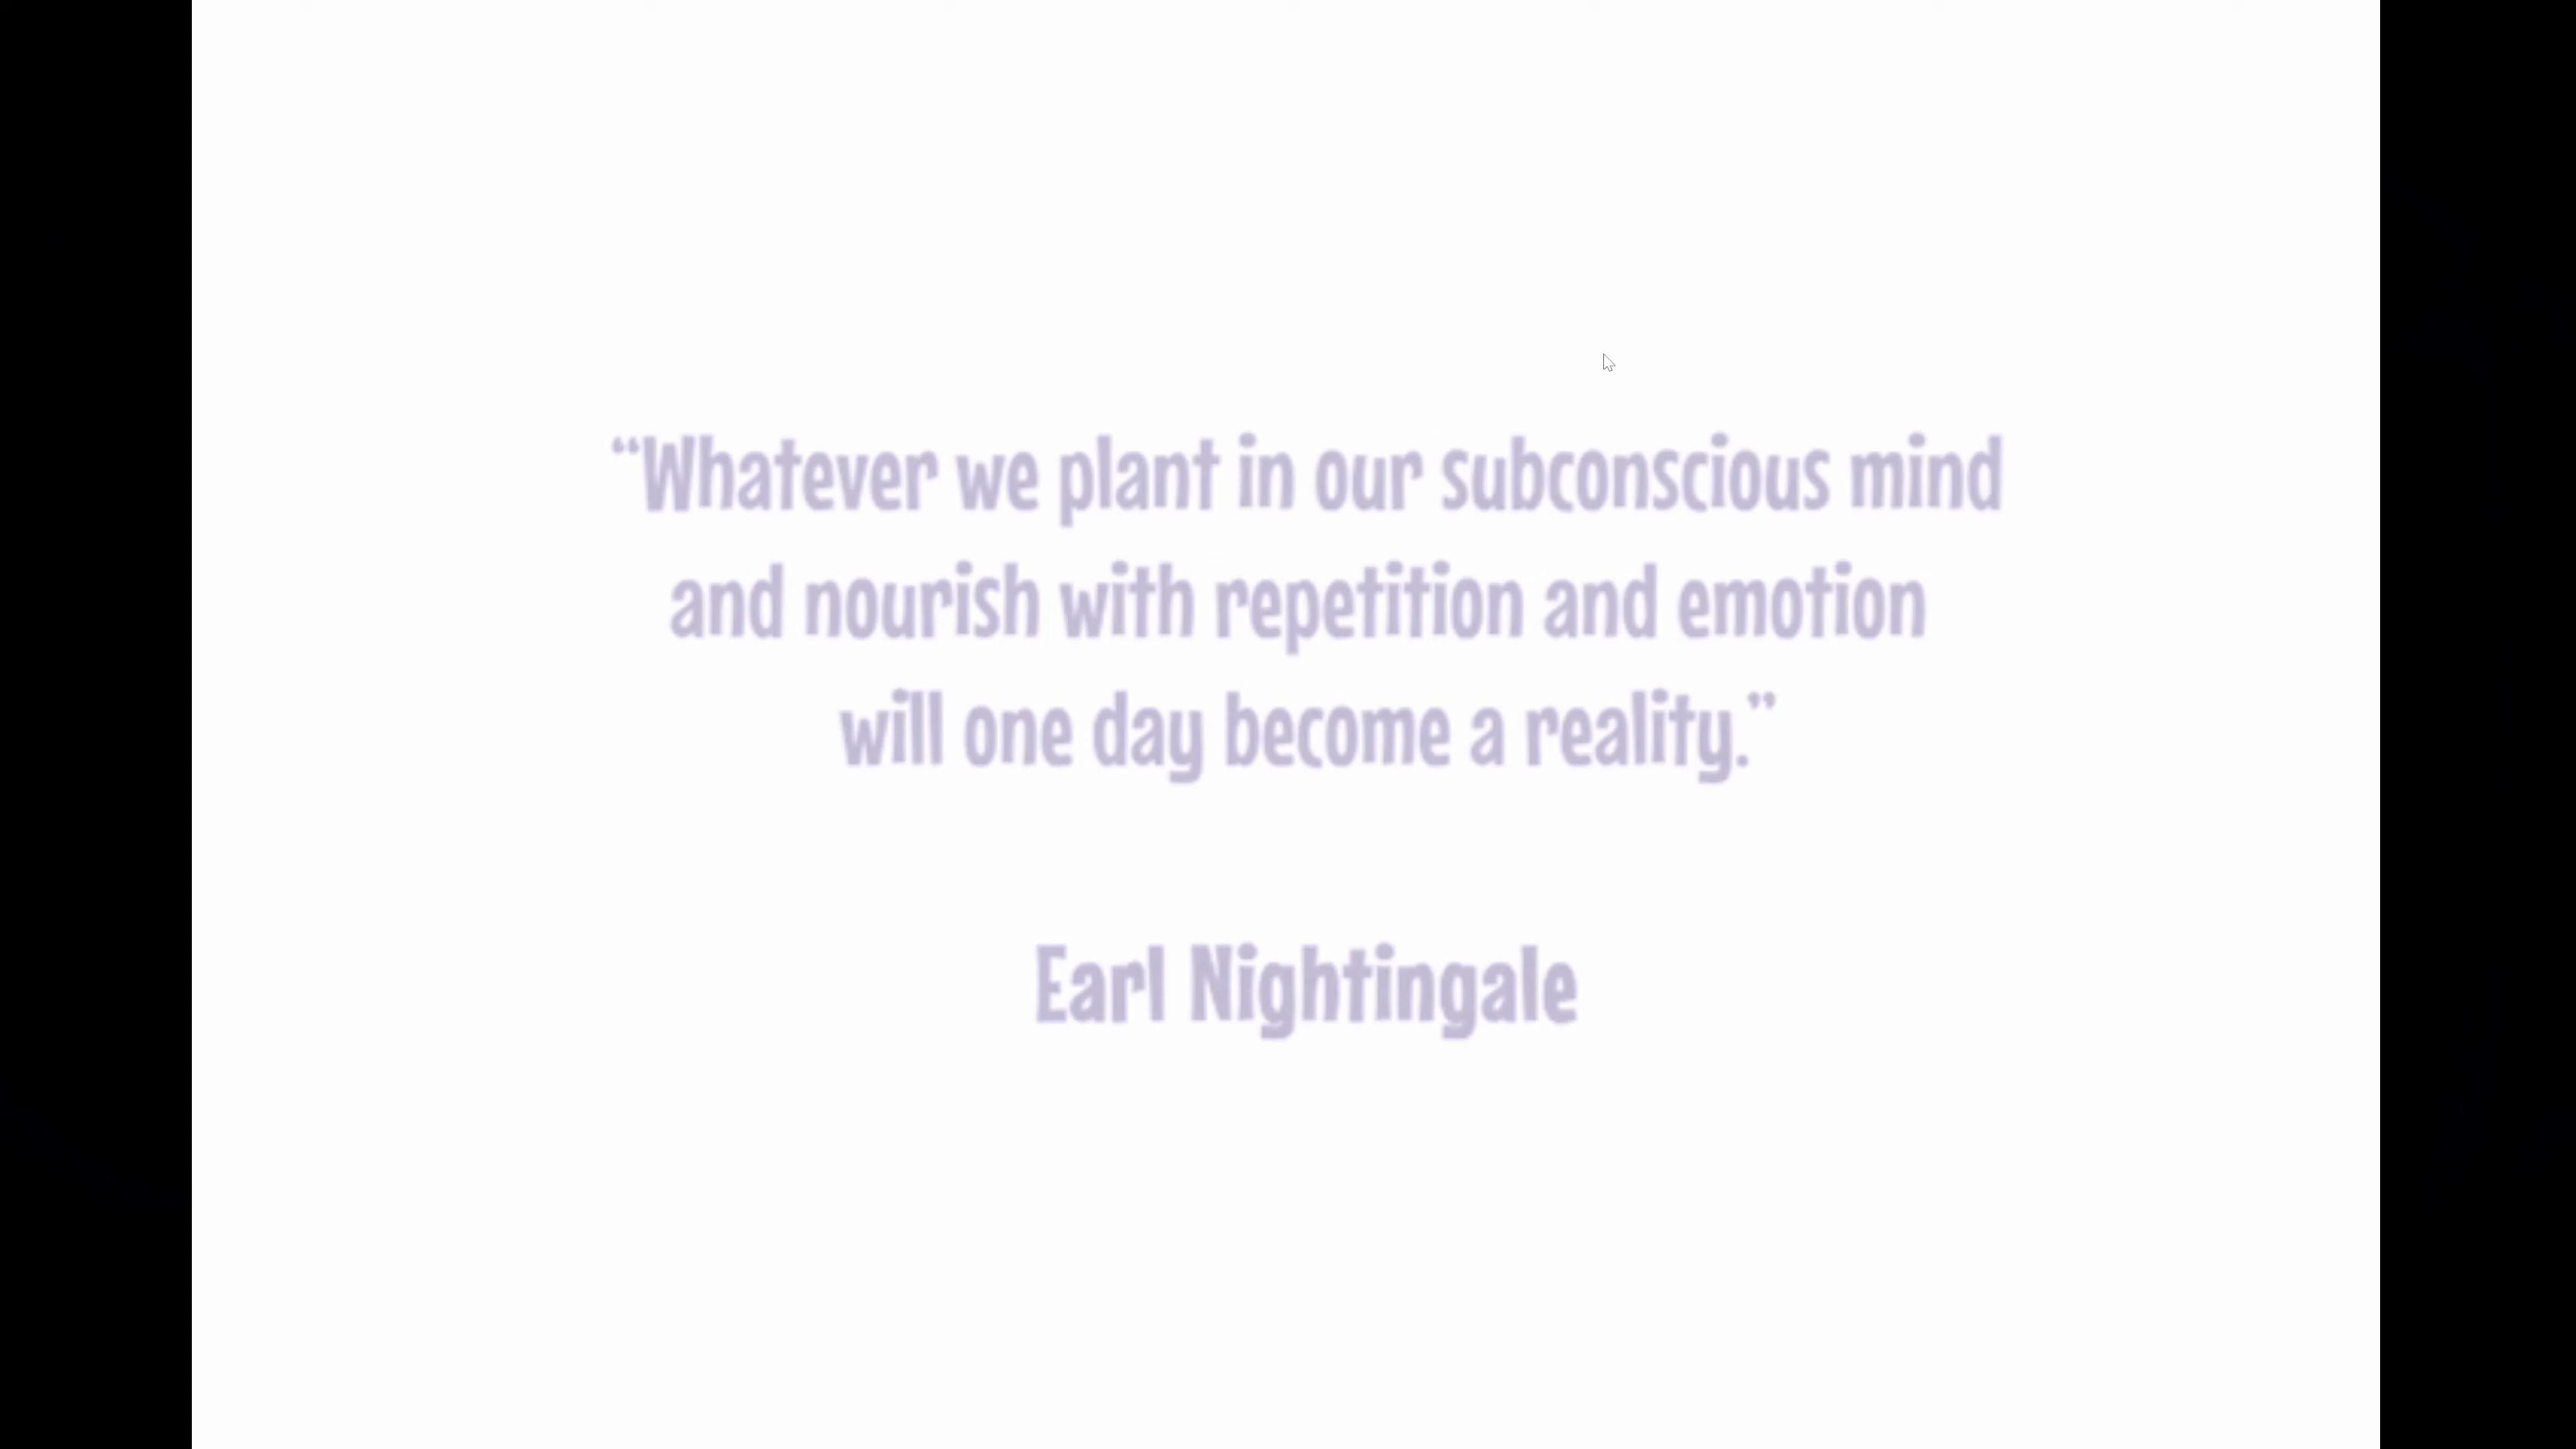 “Whatever we plant in our subconscious mind
and nourish with repetition and emotion
will one day become a reality.”
Earl Nightingale